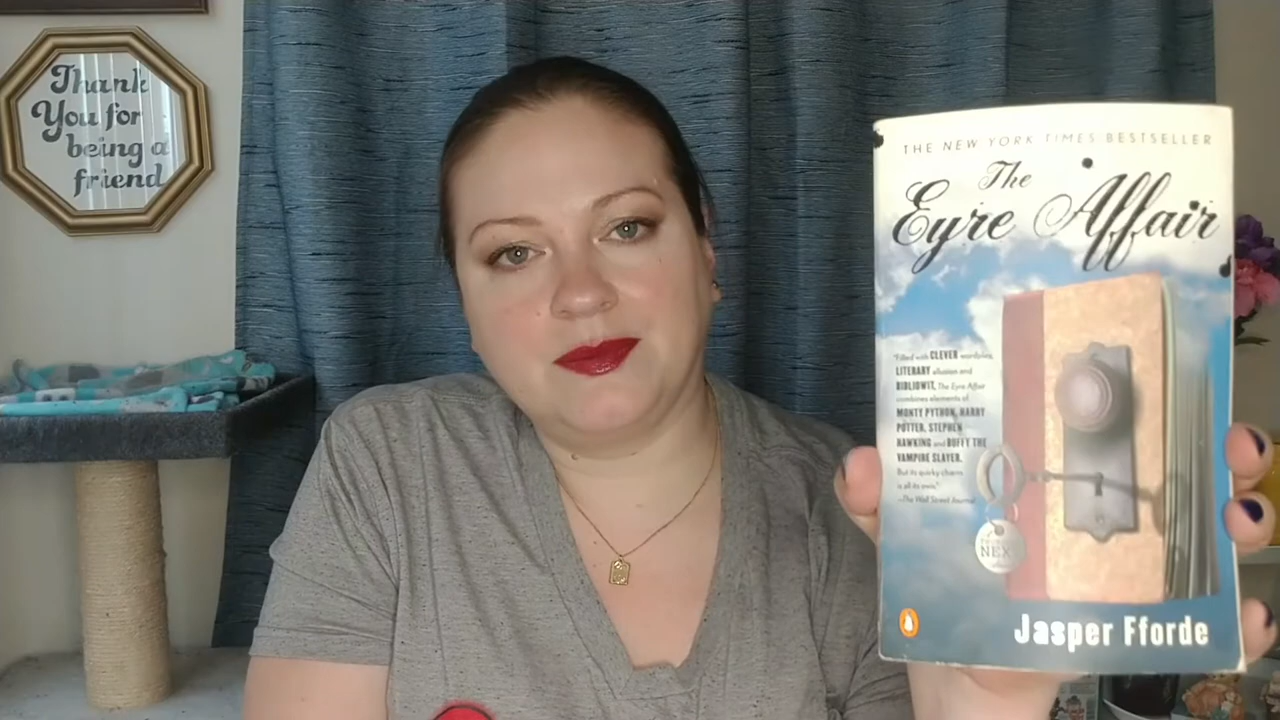 Thank
You for
being a
friend
THE NEW YORK TIMES BESTSELLER
The
Eyre Affair
"Filled with CLEVER wordplay,
LITERARY allusion and
BIBLIOWIT, The Eyre Affair
combines elements of
MONTY PYTHON, HARRY
POTTER, STEPHEN
HAWKING and BUFFY THE
VAMPIRE SLAYER.
But its quirky charm
is all its own."
—The Wall Street Journal
NEXT
Jasper Fforde